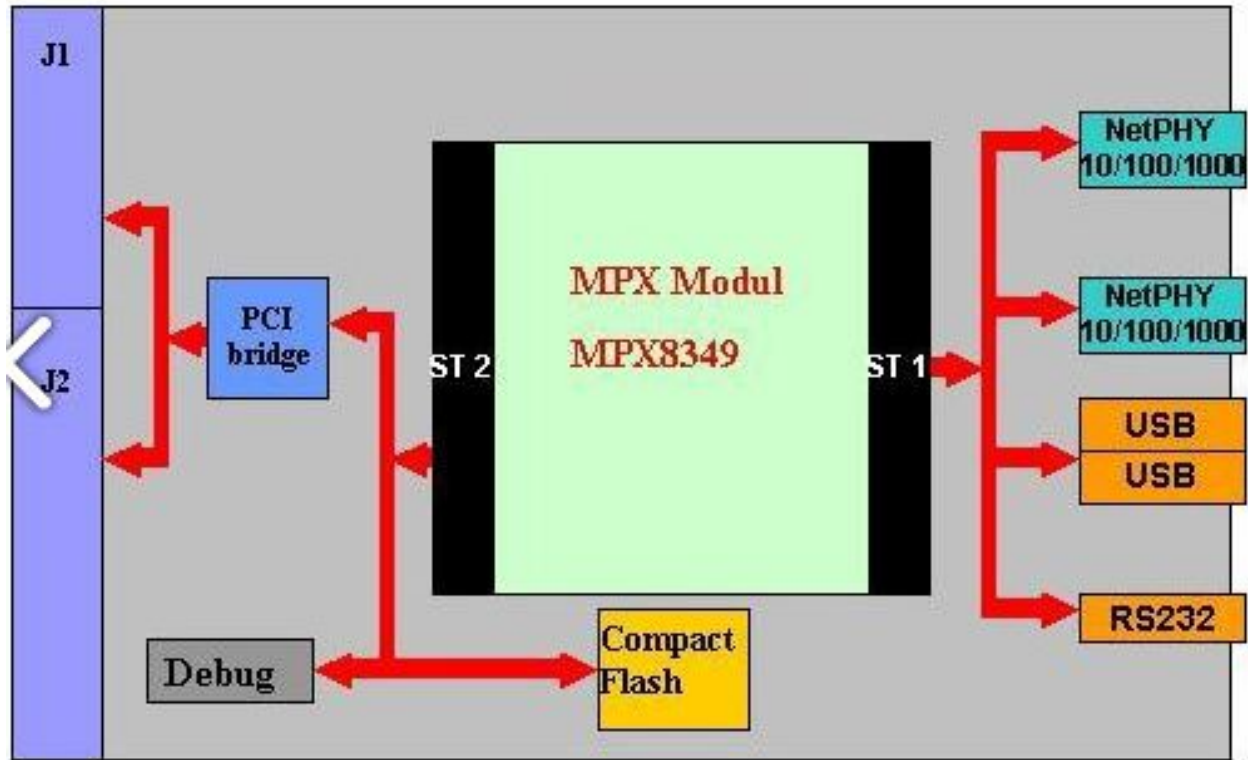 J1
NetPHY
10/100/1000
MPX Modul
MPX8349
PCI
bridge
NetPHY
10/100/1000
ST 2
ST 1
J2
USB
USB
RS232
Compact
Flash
Debug